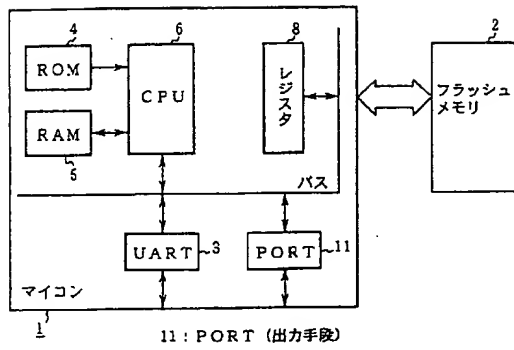 4
6
8
2
ROM
CPU
レジスタ
フラッシュ
メモリ
RAM
5
バス
UART
3
PORT
11
マイコン
1
11:PORT (出力手段)